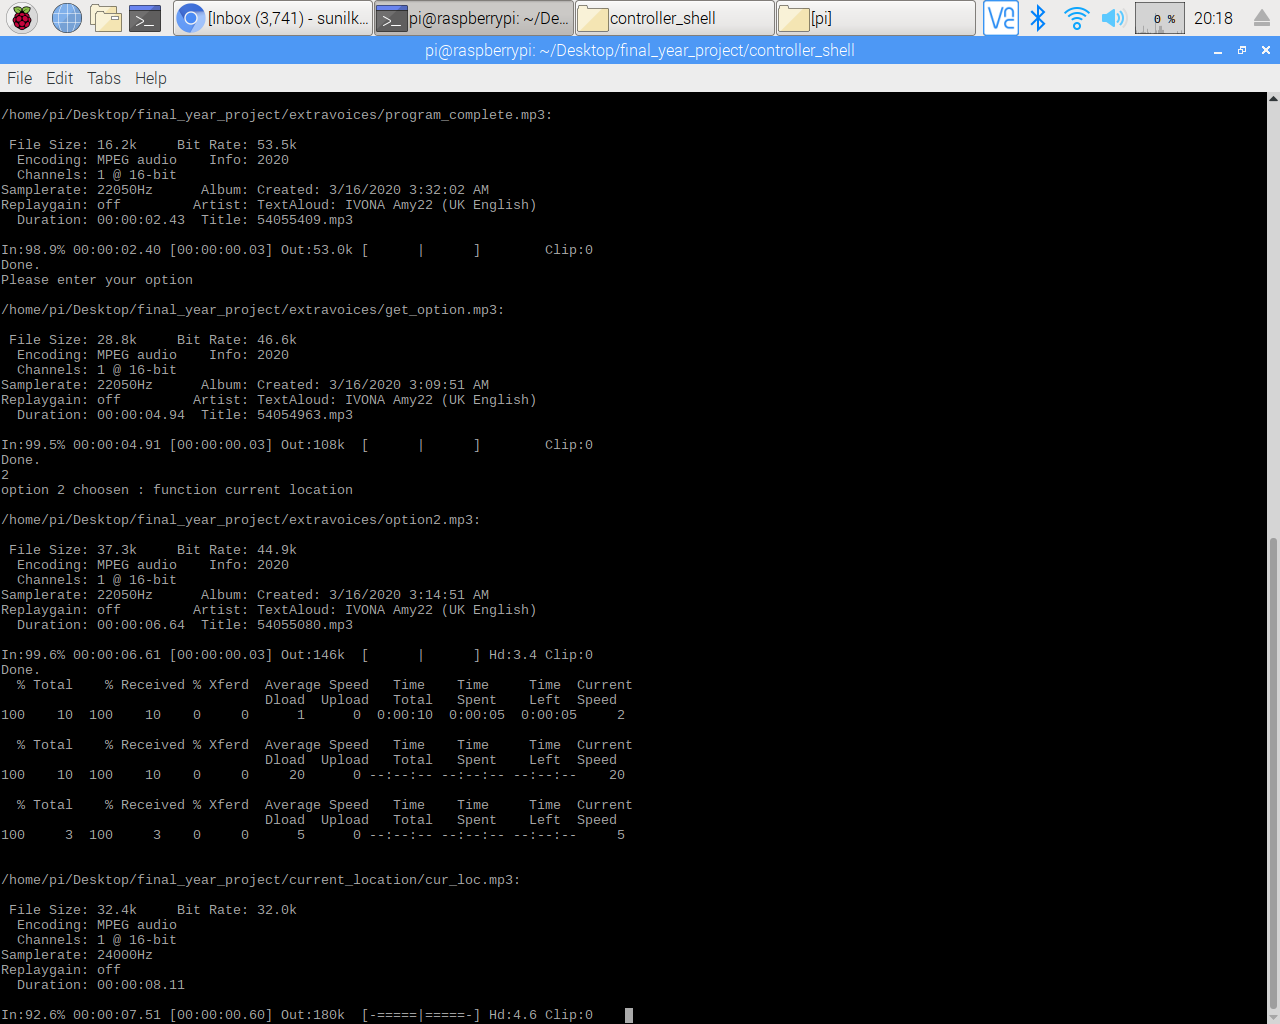 [Inbox (3,741) - sunilk... pi@raspberrypi: ~/De... controller_shell [pi] 0 % 20:18
pi@raspberrypi: ~/Desktop/final_year_project/controller_shell
File Edit Tabs Help
/home/pi/Desktop/final_year_project/extravoices/program_complete.mp3:
File Size: 16.2k Bit Rate: 53.5k
Encoding: MPEG audio Info: 2020
Channels: 1 @ 16-bit
Samplerate: 22050Hz Album: Created: 3/16/2020 3:32:02 AM
Replaygain: off Artist: TextAloud: IVONA Amy22 (UK English)
Duration: 00:00:02.43 Title: 54055409.mp3
In:98.9% 00:00:02.40 [00:00:00.03] Out:53.0k [ | ] Clip:0
Done.
Please enter your option
/home/pi/Desktop/final_year_project/extravoices/get_option.mp3:
File Size: 28.8k Bit Rate: 46.6k
Encoding: MPEG audio Info: 2020
Channels: 1 @ 16-bit
Samplerate: 22050Hz Album: Created: 3/16/2020 3:09:51 AM
Replaygain: off Artist: TextAloud: IVONA Amy22 (UK English)
Duration: 00:00:04.94 Title: 54054963.mp3
In:99.5% 00:00:04.91 [00:00:00.03] Out:108k [ | ] Clip:0
Done.
2
option 2 choosen : function current location
/home/pi/Desktop/final_year_project/extravoices/option2.mp3:
File Size: 37.3k Bit Rate: 44.9k
Encoding: MPEG audio Info: 2020
Channels: 1 @ 16-bit
Samplerate: 22050Hz Album: Created: 3/16/2020 3:14:51 AM
Replaygain: off Artist: TextAloud: IVONA Amy22 (UK English)
Duration: 00:00:06.64 Title: 54055080.mp3
In:99.6% 00:00:06.61 [00:00:00.03] Out:146k [ | ] Hd:3.4 Clip:0
Done.
% Total % Received % Xferd Average Speed Time Time Time Current
Dload Upload Total Spent Left Speed
100 10 100 10 0 0 1 0 0:00:10 0:00:05 0:00:05 2
% Total % Received % Xferd Average Speed Time Time Time Current
Dload Upload Total Spent Left Speed
100 10 100 10 0 0 20 0 --:--:-- --:--:-- --:--:-- 20
% Total % Received % Xferd Average Speed Time Time Time Current
Dload Upload Total Spent Left Speed
100 3 100 3 0 0 5 0 --:--:-- --:--:-- --:--:-- 5
/home/pi/Desktop/final_year_project/current_location/cur_loc.mp3:
File Size: 32.4k Bit Rate: 32.0k
Encoding: MPEG audio
Channels: 1 @ 16-bit
Samplerate: 24000Hz
Replaygain: off
Duration: 00:00:08.11
In:92.6% 00:00:07.51 [00:00:00.60] Out:180k [-=====|=====-] Hd:4.6 Clip:0